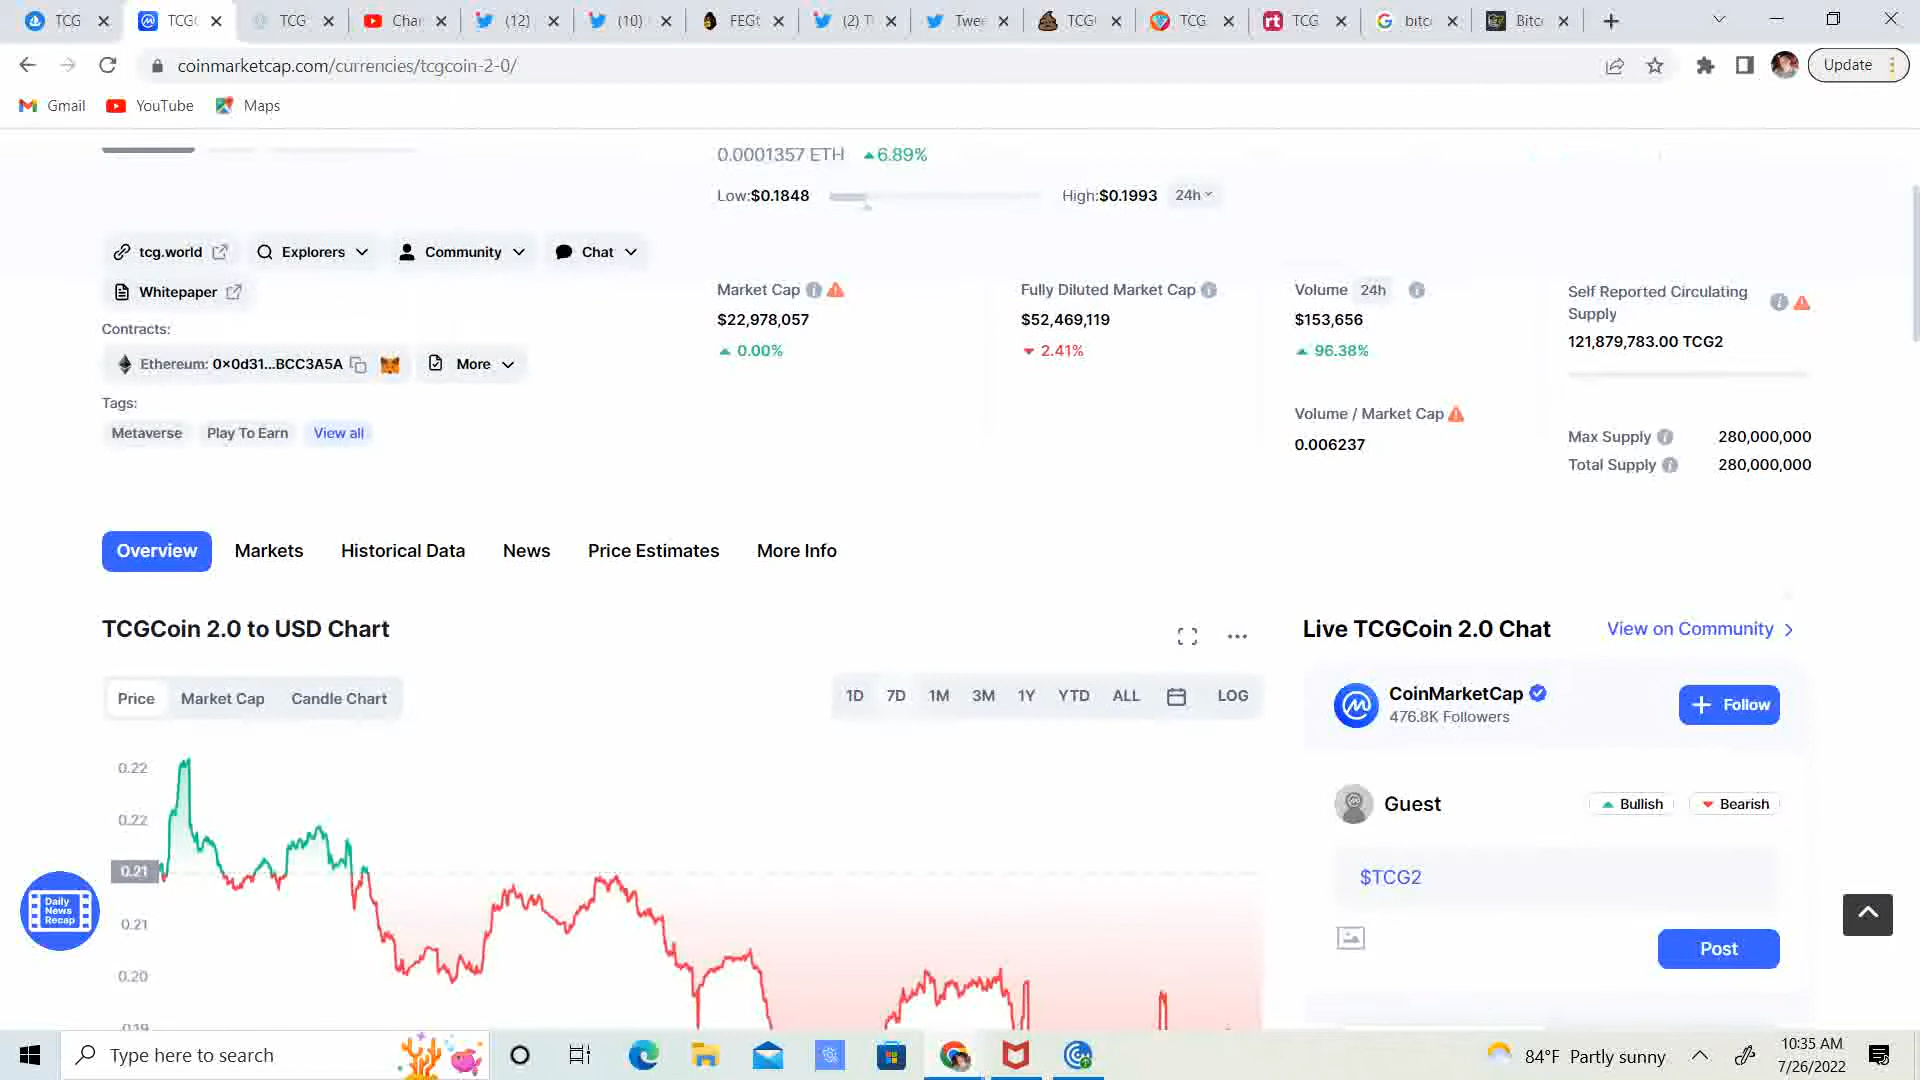 TCG
TCG
TCG
Char
(12)
(10)
FEGt
(2) T
Twee
TCG
TCG
TCG
bitc
Bitc
coinmarketcap.com/currencies/tcgcoin-2-0/
Update
Gmail
YouTube
Maps
0.0001357 ETH
6.89%
Low:$0.1848
High:$0.1993
24h
tcg.world
Explorers
Community
Chat
Whitepaper
Contracts:
Ethereum: 0×0d31...BCC3A5A
More
Tags:
Metaverse
Play To Earn
View all
Market Cap
$22,978,057
0.00%
Fully Diluted Market Cap
$52,469,119
2.41%
Volume
24h
$153,656
96.38%
Volume / Market Cap
0.006237
Self Reported Circulating
Supply
121,879,783.00 TCG2
Max Supply
280,000,000
Total Supply
280,000,000
Overview
Markets
Historical Data
News
Price Estimates
More Info
TCGCoin 2.0 to USD Chart
Price
Market Cap
Candle Chart
1D
7D
1M
3M
1Y
YTD
ALL
LOG
0.22
0.22
0.21
0.21
0.20
0.19
Daily
News
Recap
Live TCGCoin 2.0 Chat
View on Community
CoinMarketCap
476.8K Followers
Follow
Guest
Bullish
Bearish
$TCG2
Post
Type here to search
84°F Partly sunny
10:35 AM
7/26/2022